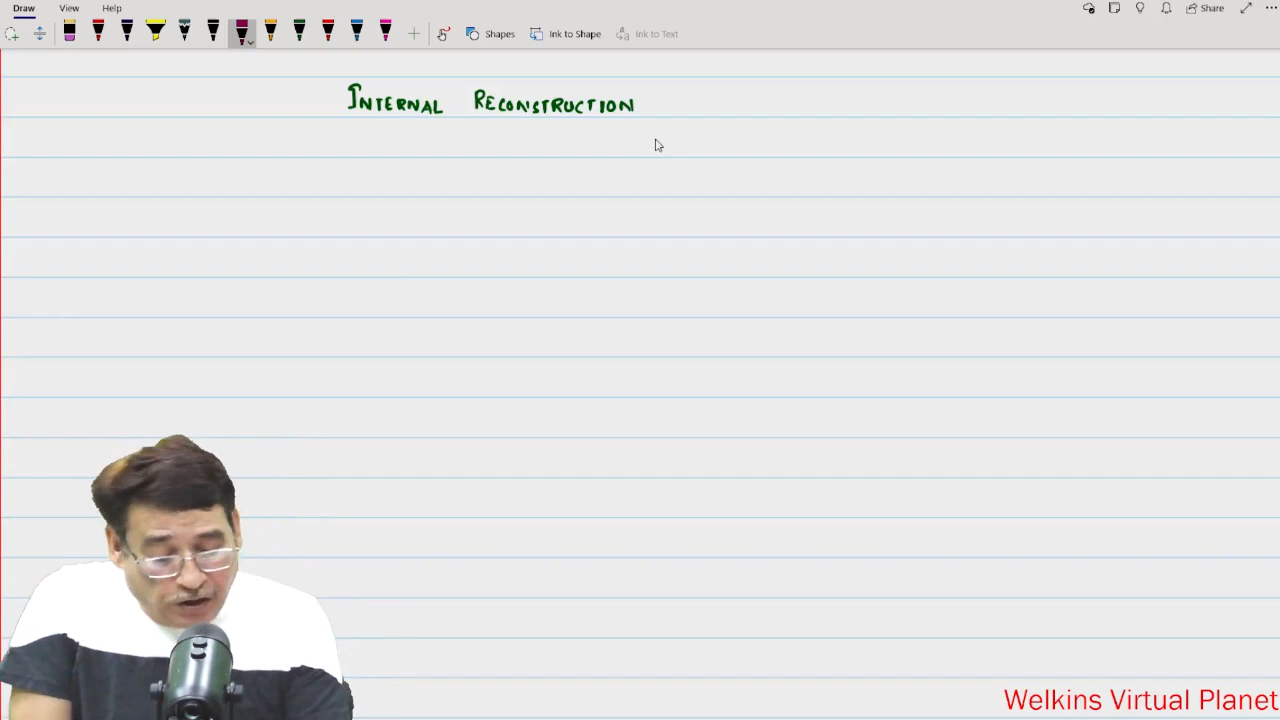 Draw View Help Share
Shapes Ink to Shape Ink to Text
INTERNAL RECONSTRUCTION
Welkins Virtual Planet